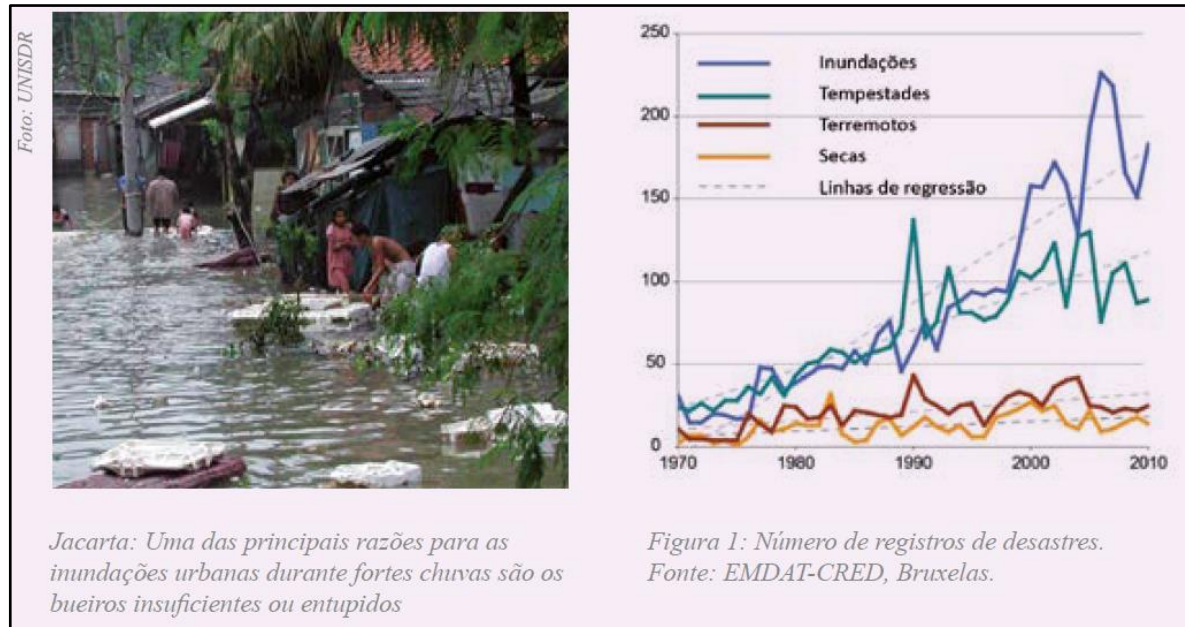 Foto: UNISDR
Jacarta: Uma das principais razões para as
inundações urbanas durante fortes chuvas são os
bueiros insuficientes ou entupidos
250
200
150
100
50
0
1970
1980
1990
2000
2010
Inundações
Tempestades
Terremotos
Secas
Linhas de regressão
Figura 1: Número de registros de desastres.
Fonte: EMDAT-CRED, Bruxelas.